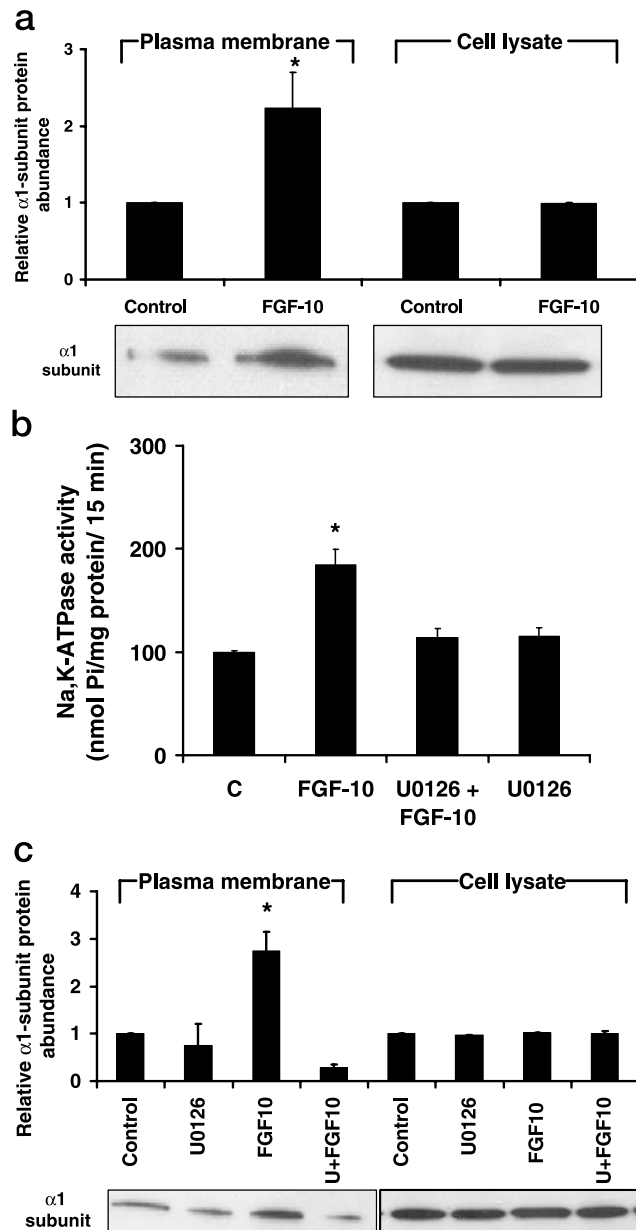 a
Plasma membrane
Cell lysate
Relative α1-subunit protein
abundance
3
2
1
0
*
Control
FGF-10
Control
FGF-10
α1
subunit
b
Na,K-ATPase activity
(nmol Pi/mg protein/ 15 min)
300
200
100
0
*
C
FGF-10
U0126 +
FGF-10
U0126
c
Plasma membrane
Cell lysate
Relative α1-subunit protein
abundance
4
3
2
1
0
*
Control
U0126
FGF10
U+FGF10
Control
U0126
FGF10
U+FGF10
α1
subunit